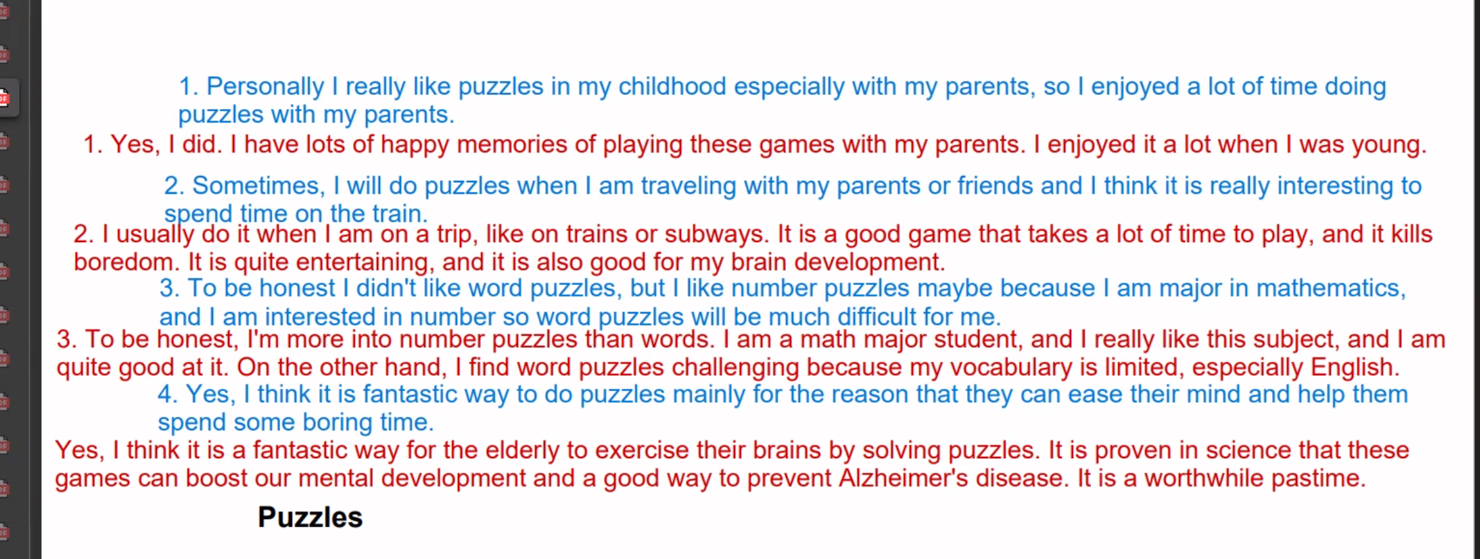 1. Personally I really like puzzles in my childhood especially with my parents, so I enjoyed a lot of time doing
puzzles with my parents.
1. Yes, I did. I have lots of happy memories of playing these games with my parents. I enjoyed it a lot when I was young.
2. Sometimes, I will do puzzles when I am traveling with my parents or friends and I think it is really interesting to
spend time on the train.
2. I usually do it when I am on a trip, like on trains or subways. It is a good game that takes a lot of time to play, and it kills
boredom. It is quite entertaining, and it is also good for my brain development.
3. To be honest I didn't like word puzzles, but I like number puzzles maybe because I am major in mathematics,
and I am interested in number so word puzzles will be much difficult for me.
3. To be honest, I'm more into number puzzles than words. I am a math major student, and I really like this subject, and I am
quite good at it. On the other hand, I find word puzzles challenging because my vocabulary is limited, especially English.
4. Yes, I think it is fantastic way to do puzzles mainly for the reason that they can ease their mind and help them
spend some boring time.
Yes, I think it is a fantastic way for the elderly to exercise their brains by solving puzzles. It is proven in science that these
games can boost our mental development and a good way to prevent Alzheimer's disease. It is a worthwhile pastime.
Puzzles